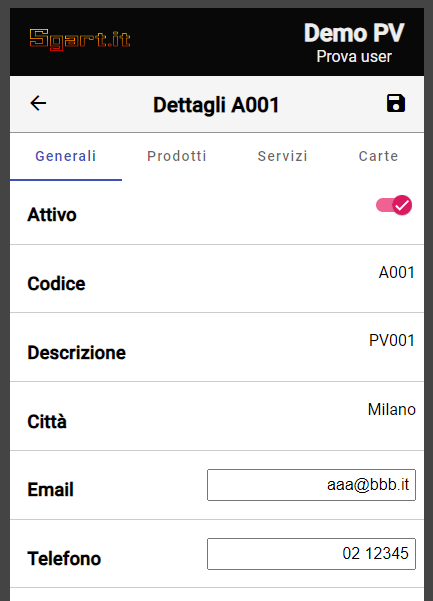 Sgart.it
Demo PV
Prova user
Dettagli A001
Generali Prodotti Servizi Carte
Attivo
Codice A001
Descrizione PV001
Città Milano
Email aaa@bbb.it
Telefono 02 12345